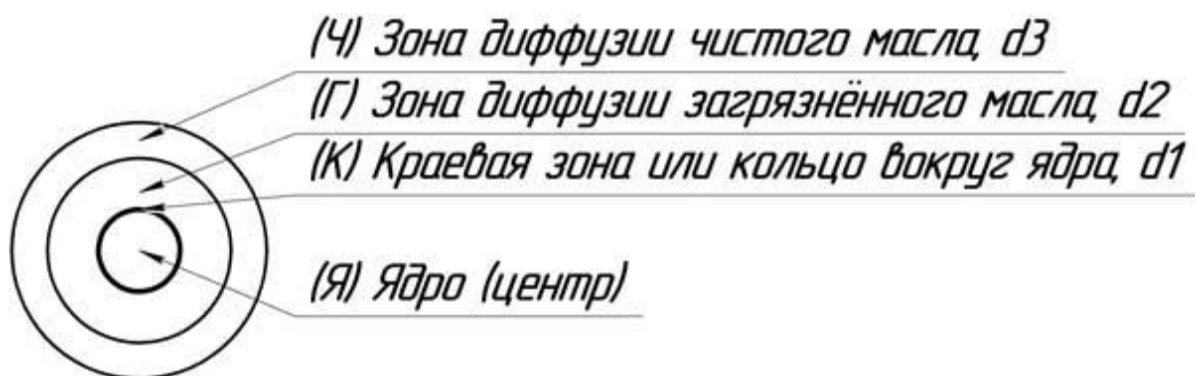 (Ч) Зона диффузии чистого масла, d3
(Г) Зона диффузии загрязнённого масла, d2
(К) Краевая зона или кольцо вокруг ядра, d1
(Я) Ядро (центр)